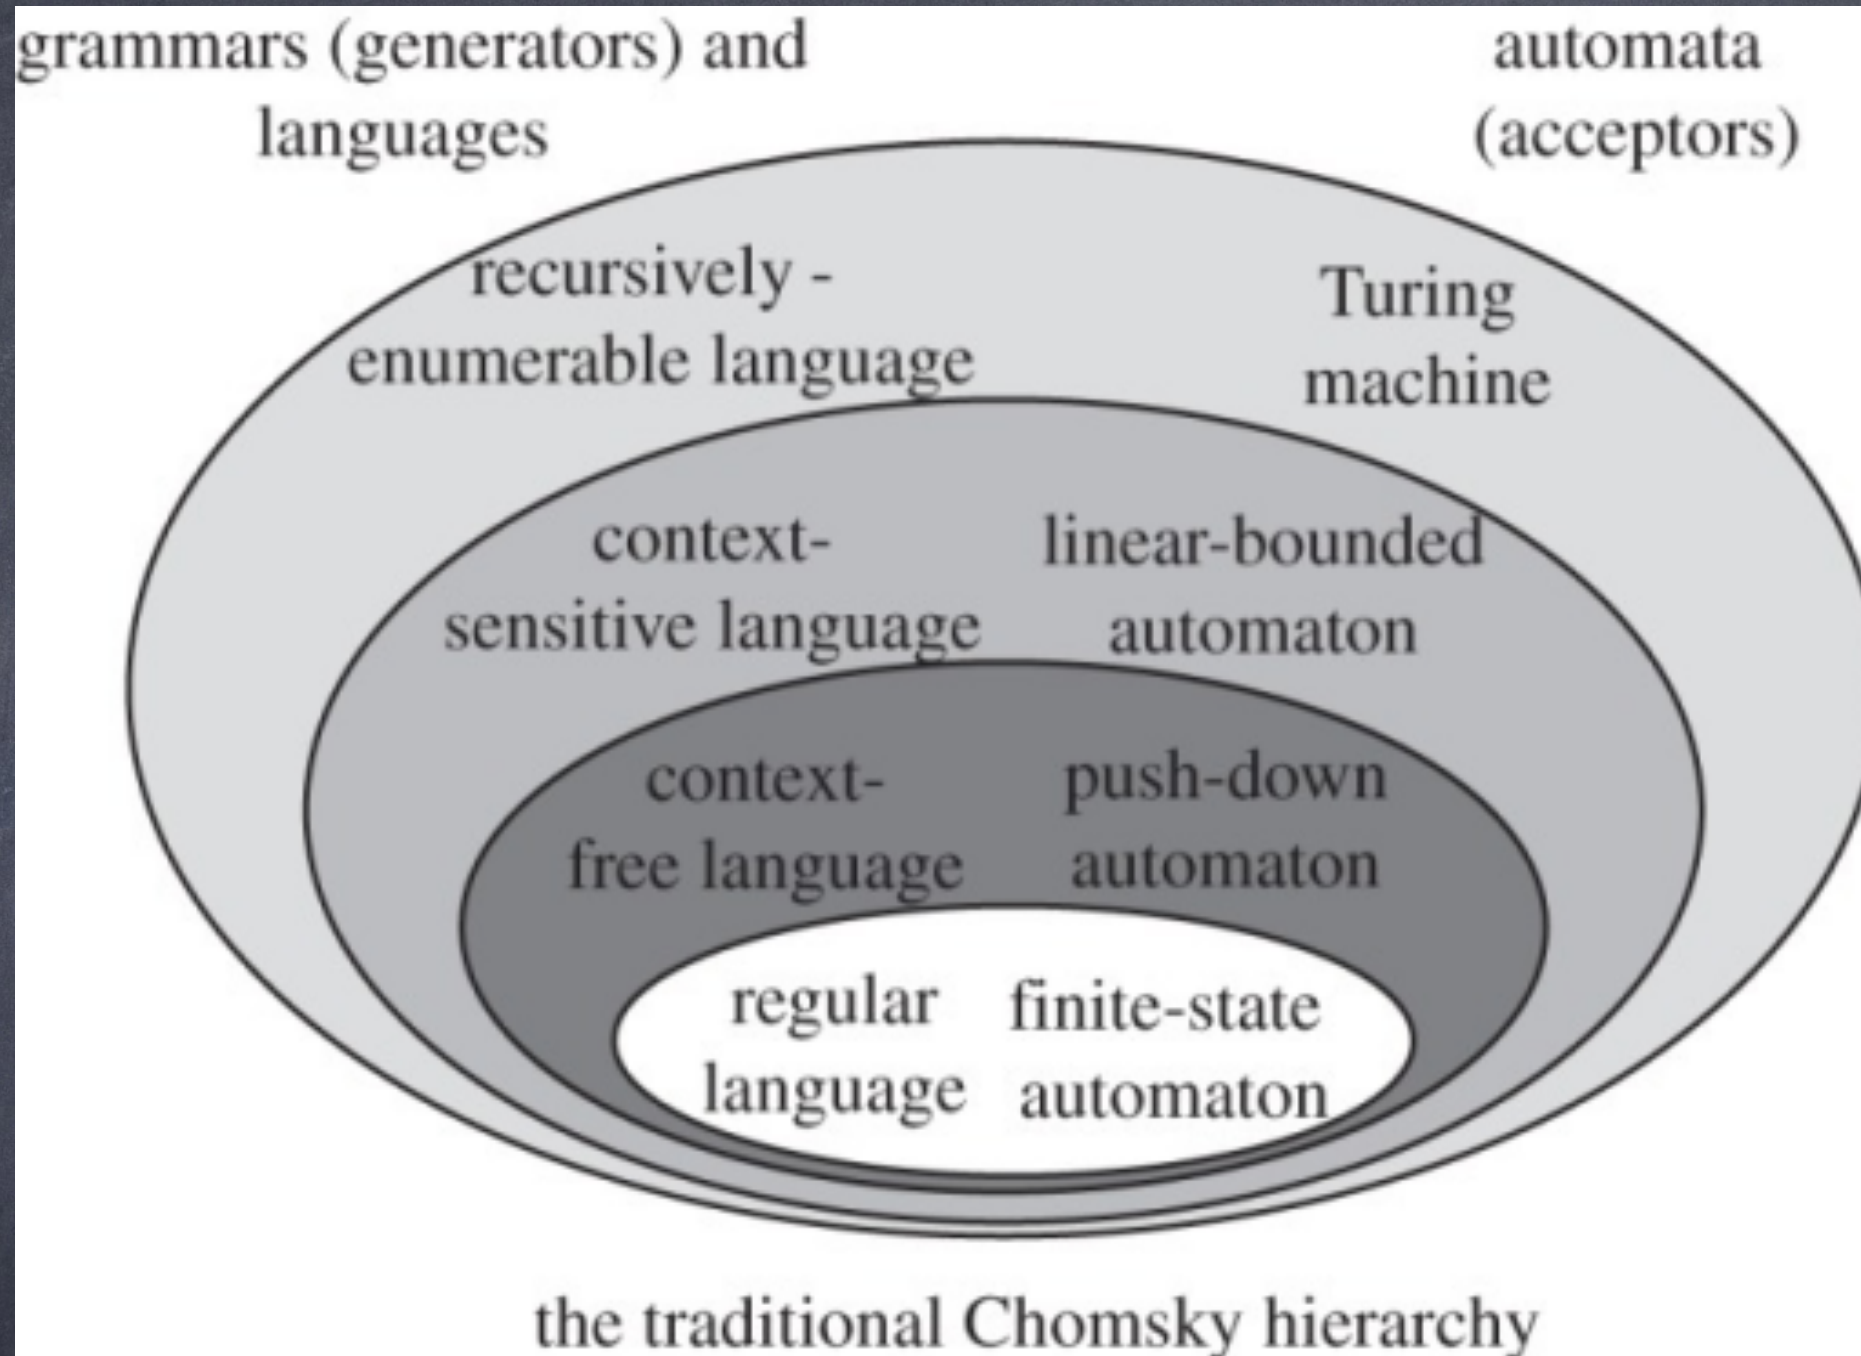 grammars (generators) and
languages
automata
(acceptors)
recursively -
enumerable language
Turing
machine
context-
sensitive language
linear-bounded
automaton
context-
free language
push-down
automaton
regular
language
finite-state
automaton
the traditional Chomsky hierarchy